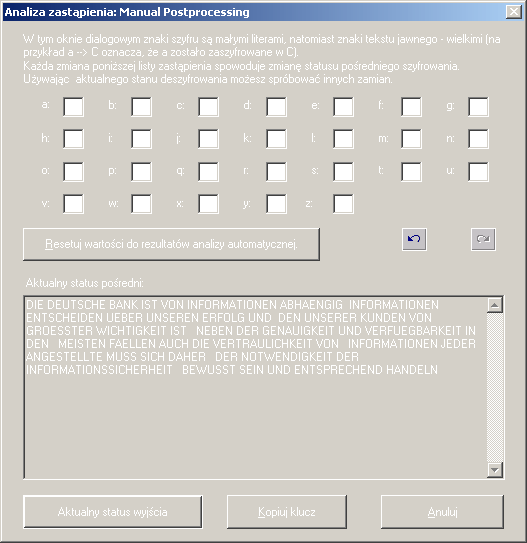 Analiza zastąpienia: Manual Postprocessing
W tym oknie dialogowym znaki szyfru są małymi literami, natomiast znaki tekstu jawnego - wielkimi (na
przykład a --> C oznacza, że a zostało zaszyfrowane w C).
Każda zmiana poniższej listy zastąpienia spowoduje zmianę statusu pośredniego szyfrowania.
Używając aktualnego stanu deszyfrowania możesz spróbować innych zamian.
a: b: c: d: e: f: g:
h: i: j: k: l: m: n:
o: p: q: r: s: t: u:
v: w: x: y: z:
Resetuj wartości do rezultatów analizy automatycznej.
Aktualny status pośredni:
DIE DEUTSCHE BANK IST VON INFORMATIONEN ABHAENGIG INFORMATIONEN
ENTSCHEIDEN UEBER UNSEREN ERFOLG UND DEN UNSERER KUNDEN VON
GROESSTER WICHTIGKEIT IST NEBEN DER GENAUIGKEIT UND VERFUEGBARKEIT IN
DEN MEISTEN FAELLEN AUCH DIE VERTRAULICHKEIT VON INFORMATIONEN JEDER
ANGESTELLTE MUSS SICH DAHER DER NOTWENDIGKEIT DER
INFORMATIONSSICHERHEIT BEWUSST SEIN UND ENTSPRECHEND HANDELN
Aktualny status wyjścia Kopiuj klucz Anuluj